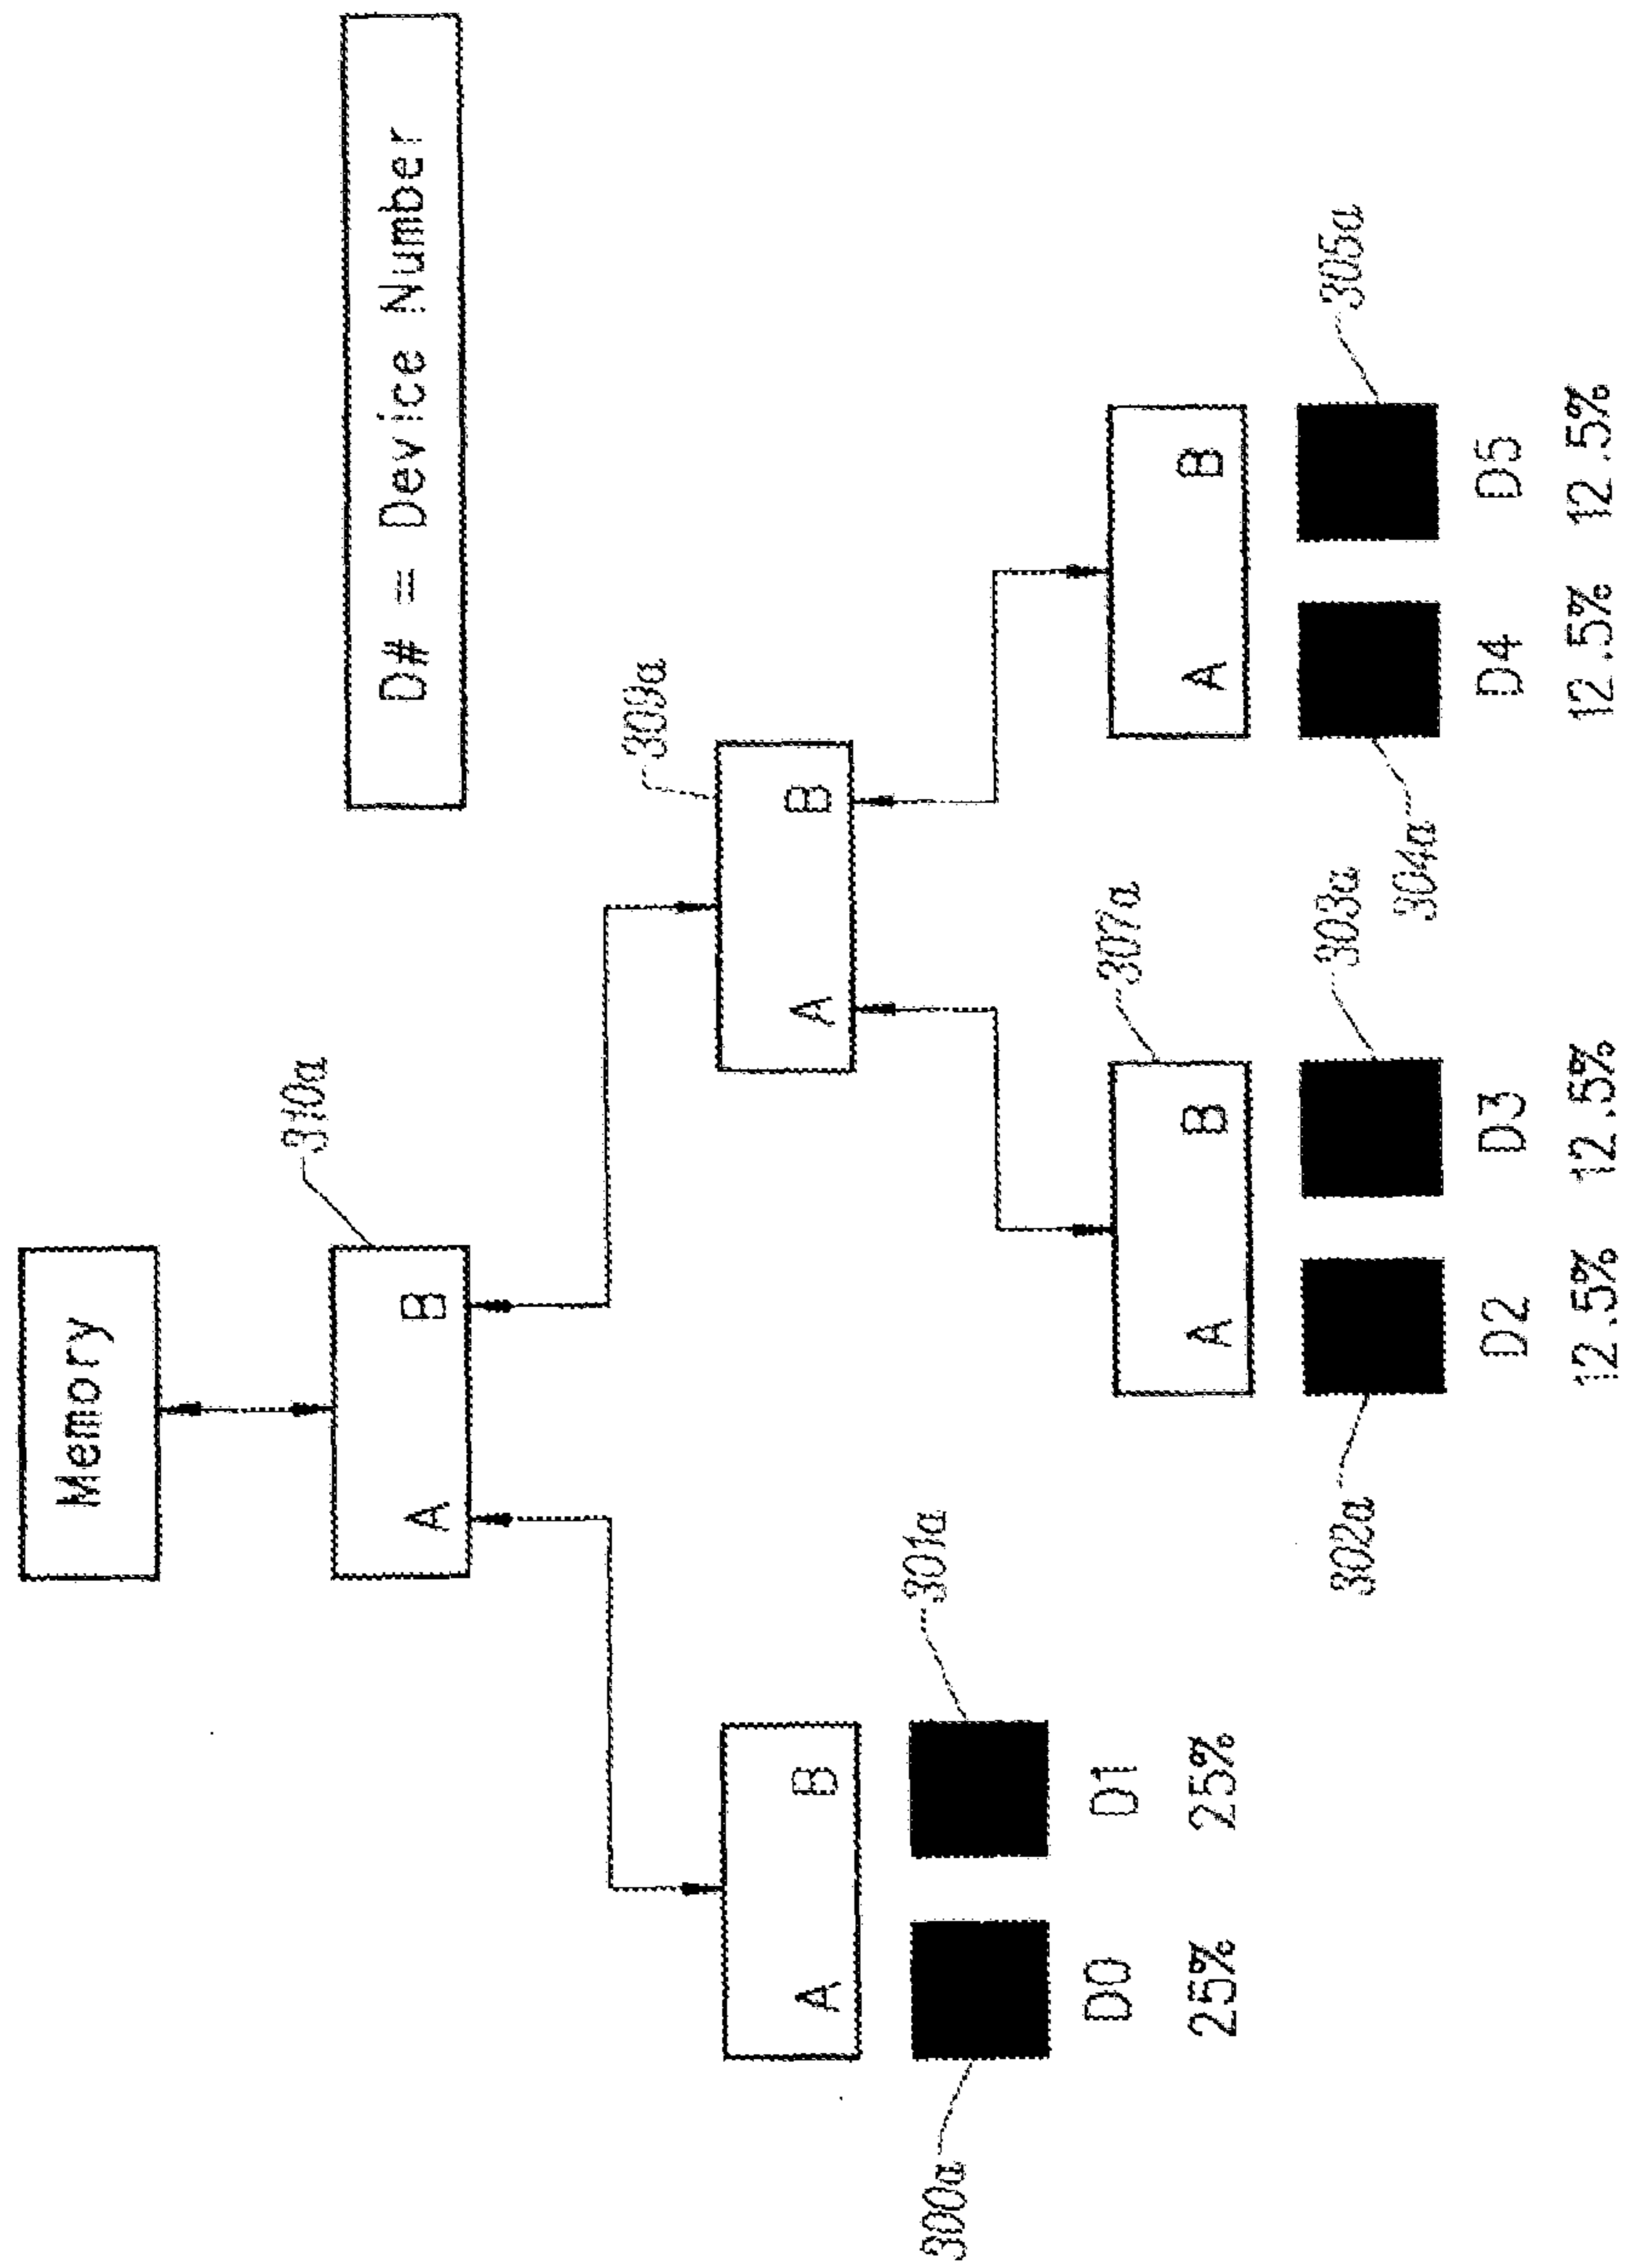 Memory
D# = Device Number
310a
A B
309a
A B
A B
307a
A B
A B
300a
301a
D0 D1
25% 25%
302a
303a
304a
305a
D2 D3 D4 D5
12.5% 12.5% 12.5% 12.5%